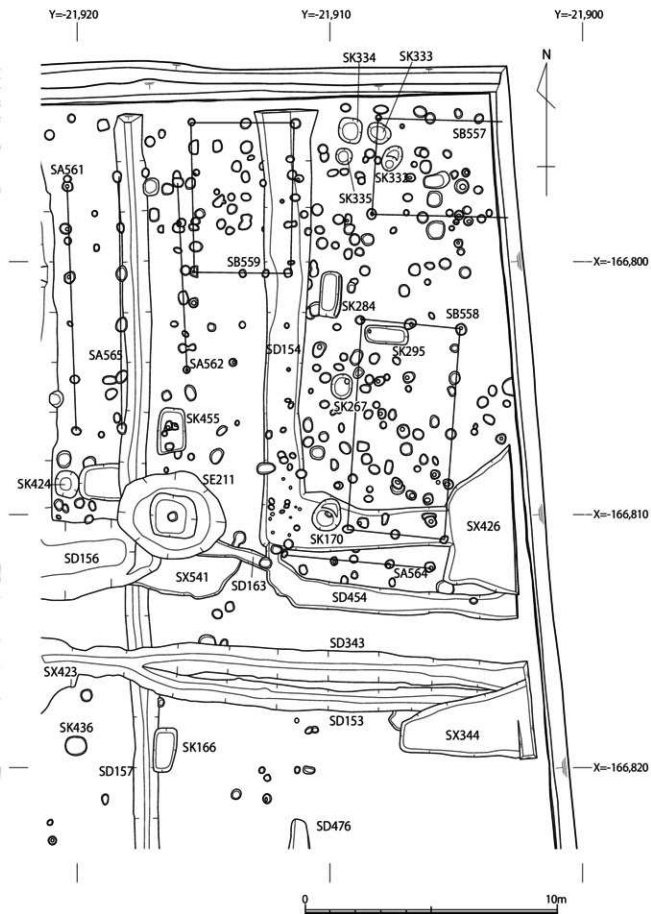 Y=-21,920
Y=-21,910
Y=-21,900
SK334
SK333
N
SB557
SA561
SK332
SK335
X=-166,800
SB559
SK284
SB558
SA565
SD154
SK295
SA562
SK267
SK455
SE211
SK424
SX426
X=-166,810
SK170
SD156
SX541
SD163
SA564
SD454
SD343
SX423
SD153
SK436
SK166
SX344
SD157
X=-166,820
SD476
0
10m